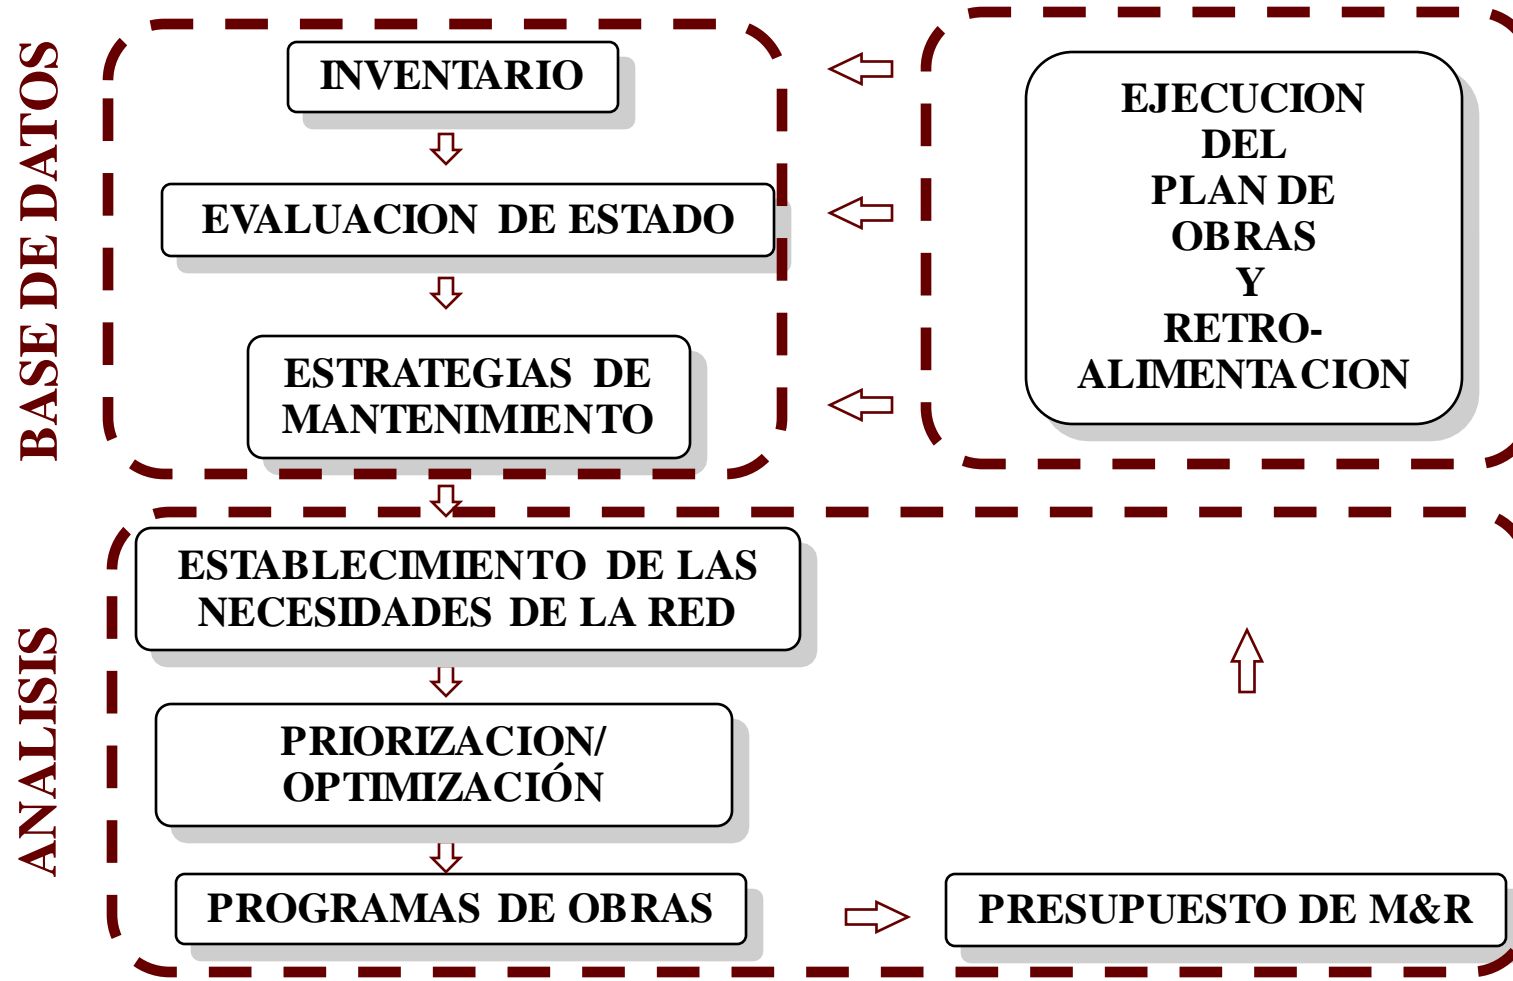 BASE DE DATOS
INVENTARIO
EVALUACION DE ESTADO
ESTRATEGIAS DE
MANTENIMIENTO
EJECUCION
DEL
PLAN DE
OBRAS
Y
RETRO-
ALIMENTACION
ANALISIS
ESTABLECIMIENTO DE LAS
NECESIDADES DE LA RED
PRIORIZACION/
OPTIMIZACIÓN
PROGRAMAS DE OBRAS
PRESUPUESTO DE M&R